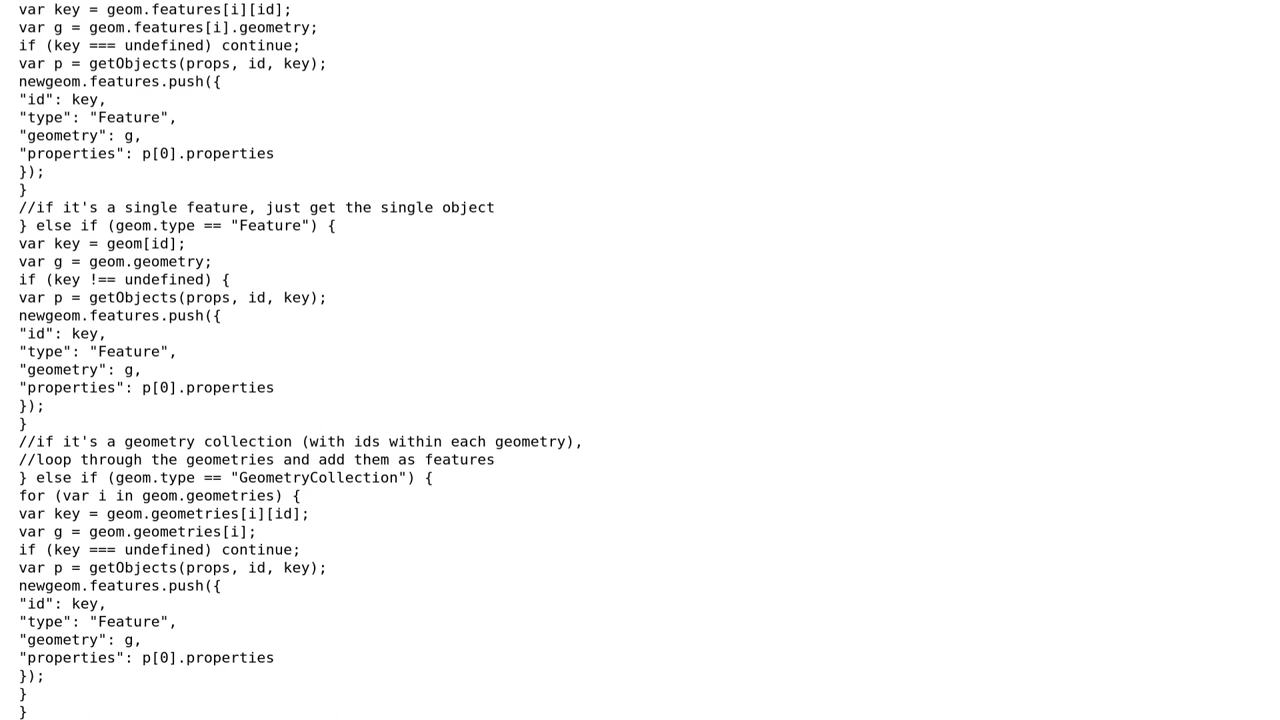 var key = geom.features[i][id];
var g = geom.features[i].geometry;
if (key === undefined) continue;
var p = getObjects(props, id, key);
newgeom.features.push({
"id": key,
"type": "Feature",
"geometry": g,
"properties": p[0].properties
});
}
//if it's a single feature, just get the single object
} else if (geom.type == "Feature") {
var key = geom[id];
var g = geom.geometry;
if (key !== undefined) {
var p = getObjects(props, id, key);
newgeom.features.push({
"id": key,
"type": "Feature",
"geometry": g,
"properties": p[0].properties
});
}
//if it's a geometry collection (with ids within each geometry),
//loop through the geometries and add them as features
} else if (geom.type == "GeometryCollection") {
for (var i in geom.geometries) {
var key = geom.geometries[i][id];
var g = geom.geometries[i];
if (key === undefined) continue;
var p = getObjects(props, id, key);
newgeom.features.push({
"id": key,
"type": "Feature",
"geometry": g,
"properties": p[0].properties
});
}
}